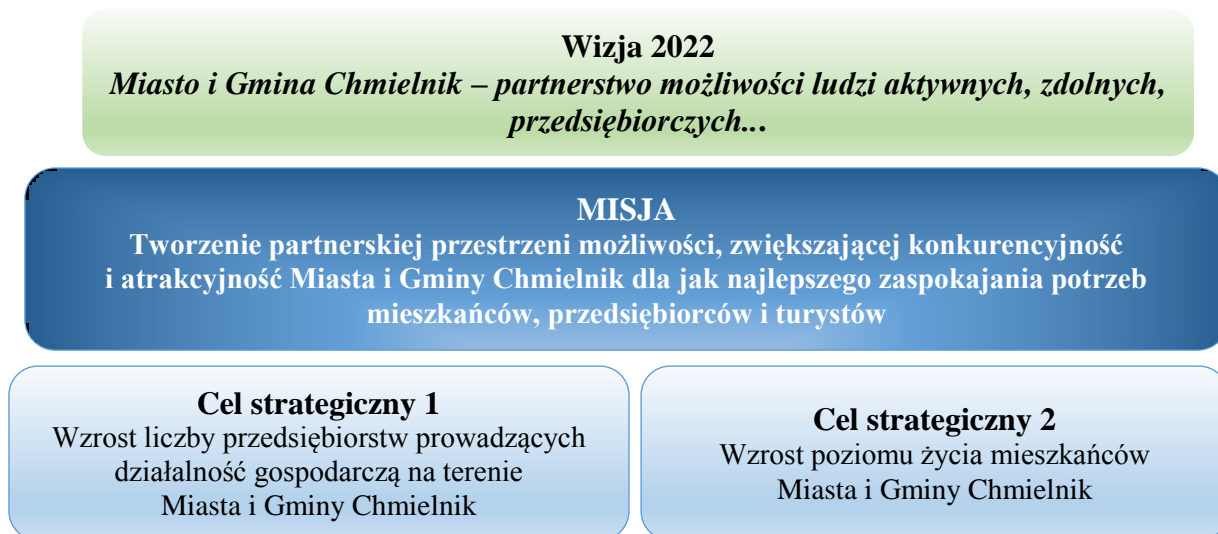 Wizja 2022
Miasto i Gmina Chmielnik – partnerstwo możliwości ludzi aktywnych, zdolnych,
przedsiębiorczych...
MISJA
Tworzenie partnerskiej przestrzeni możliwości, zwiększającej konkurencyjność
i atrakcyjność Miasta i Gminy Chmielnik dla jak najlepszego zaspokajania potrzeb
mieszkańców, przedsiębiorców i turystów
Cel strategiczny 1
Wzrost liczby przedsiębiorstw prowadzących
działalność gospodarczą na terenie
Miasta i Gminy Chmielnik
Cel strategiczny 2
Wzrost poziomu życia mieszkańców
Miasta i Gminy Chmielnik